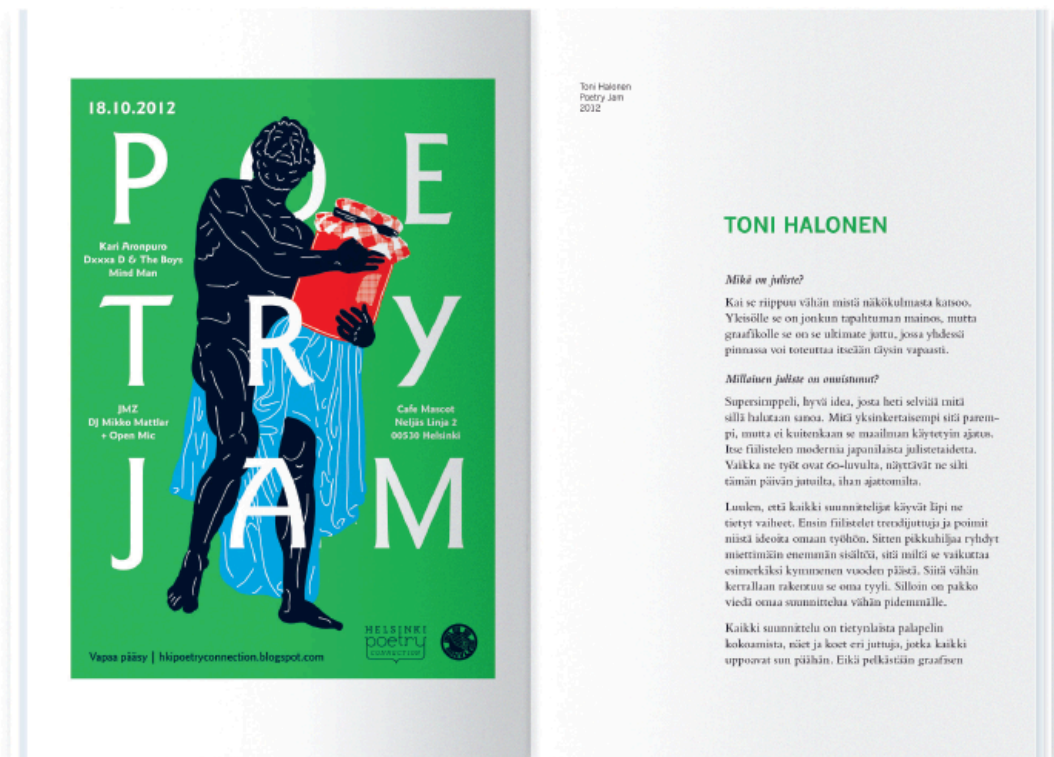 18.10.2012
POE
Kari Aronpuro
Dxxxa D & The Boys
Mind Man
TRY
JMZ
DJ Mikko Mattler
+ Open Mic
Cafe Mascot
Neljäs Linja 2
00530 Helsinki
JAM
HELSINKI
poetry
CONNECTION
Vapaa pääsy | hkipoetryconnection.blogspot.com
Toni Halonen
Poetry Jam
2012
TONI HALONEN
Mikä on juliste?
Kai se riippuu vähän mistä näkökulmasta katsoo.
Yleisölle se on jonkun tapahtuman mainos, mutta
graafikolle se on se ultimate juttu, jossa yhdessä
pinnassa voi toteuttaa itseään täysin vapaasti.
Millainen juliste on onnistunut?
Supersimppeli, hyvä idea, josta heti selviää mitä
sillä halutaan sanoa. Mitä yksinkertaisempi sitä parem-
pi, mutta ei kuitenkaan se maailman käytetyin ajatus.
Itse fiilistelen modernia japanilaista julistetaidetta.
Vaikka ne työt ovat 60-luvulta, näyttävät ne silti
tämän päivän jutuilta, ihan ajattomilta.
Luulen, että kaikki suunnittelijat käyvät läpi ne
tietyt vaiheet. Ensin fiilistelet trendijuttuja ja poimit
niistä ideoita omaan työhön. Sitten pikkuhiljaa ryhdyt
miettimään enemmän sisältöä, sitä miltä se vaikuttaa
esimerkiksi kymmenen vuoden päästä. Siitä vähän
kerrallaan rakentuu se oma tyyli. Silloin on pakko
viedä omaa suunnittelua vähän pidemmälle.
Kaikki suunnittelu on tietynlaista palapelin
kokoamista, näet ja koet eri juttuja, jotka kaikki
uppoavat sun päähän. Eikä pelkästään graafisen